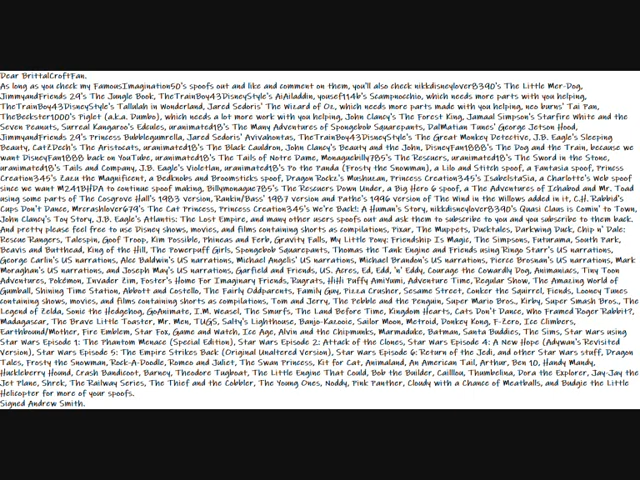 Dear BrittalCroftFan.
As long as you check my FamousImagination50's spoofs out and like and comment on them, you'll also check nikkdisneylover8390's The Little Mer-Dog,
JimmyandFriends 29's The Jungle Book, TheTrainBoy43DisneyStyle's AiAiladdin, yousef114b's Scampnocchio, which needs more parts with you helping,
TheTrainBoy43DisneyStyle's Tallulah in Wonderland, Jared Sedoris' The Wizard of Oz, which needs more parts made with you helping, neo burns' Tai Pan,
TheBeckster1000's Piglet (a.k.a. Dumbo), which needs a lot more work with you helping, John Clancy's The Forest King, Jamaal Simpson's Starfire White and the
Seven Peanuts, Surreal Kangaroo's Edeules, uranimated18's The Many Adventures of Spongebob Squarepants, DalMatian Tunes' George Jetson Hood,
JimmyandFriends 29's Princess Bubblegumrella, Jared Sedoris' Avivahontas, TheTrainBoy43DisneyStyle's The Great Monkey Detective, J.B. Eagle's Sleeping
Beauty, CatzDech's The Aristocats, uranimated18's The Black Cauldron, John Clancy's Beauty and the John, DisneyFan1888's The Dog and the Train, because we
want DisneyFan1888 back on YouTube, uranimated18's The Tails of Notre Dame, Monaguebilly785's The Rescuers, uranimated18's The Sword in the Stone,
uranimated18's Tails and Company, J.B. Eagle's Violetlan, uranimated18's Po the Panda (Frosty the Snowman), a Lilo and Stitch spoof, a Fantasia spoof, Princess
Creation345's Zazu the Magnificent, a Bedknobs and Broomsticks spoof, Dragon Rockz's Mushucan, Princess Creation345's IsabelstaSia, a Charlotte's Web spoof
since we want M241BHDA to continue spoof making, Billymonague785's The Rescuers Down Under, a Big Hero 6 spoof, a The Adventures of Ichabod and Mr. Toad
using some parts of The Cosgrove Hall's 1983 version, Rankin/Bass' 1987 version and Pathe's 1996 version of The Wind in the Willows added in it, C.H. Rabbid's
Cups Don't Dance, Mrcrashlover679's The Cat Princess, Princess Creation345's We're Back!: A Human's Story, nikkdisneylover8390's Quasi Claus is Comin' to Town,
John Clancy's Toy Story, J.B. Eagle's Atlantis: The Lost Empire, and many other users spoofs out and ask them to subscribe to you and you subscribe to them back.
And pretty please feel free to use Disney shows, movies, and films containing shorts as compilations, Pixar, The Muppets, Ducktales, Darkwing Duck, Chip n' Dale:
Rescue Rangers, Talespin, Goof Troop, Kim Possible, Phineas and Ferb, Gravity Falls, My Little Pony: Friendship Is Magic, The Simpsons, Futurama, South Park,
Beavis and Butthead, King of the Hill, The Powerpuff Girls, Spongebob Squarepants, Thomas the Tank Engine and Friends using Ringo Starr's US narrations,
George Carlin's US narrations, Alec Baldwin's US narrations, Michael Angelis' US narrations, Michael Brandon's US narrations, Pierce Brosnan's US narrations, Mark
Moraghan's US narrations, and Joseph May's US narrations, Garfield and Friends, U.S. Acres, Ed, Edd, 'n' Eddy, Courage the Cowardly Dog, Animaniacs, Tiny Toon
Adventures, Pokémon, Invader Zim, Foster's Home For Imaginary Friends, Rugrats, HiHi Puffy AmiYumi, Adventure Time, Regular Show, The Amazing World of
Gumball, Shining Time Station, Abbott and Costello, The Fairly Oddparents, Family Guy, Pizza Crusher, Sesame Street, Conker the Squirrel, Fiends, Looney Tunes
containing shows, movies, and films containing shorts as compilations, Tom and Jerry, The Pebble and the Penguin, Super Mario Bros., Kirby, Super Smash Bros., The
Legend of Zelda, Sonic the Hedgehog, GoAnimate, I.M. Weasel, The Smurfs, The Land Before Time, Kingdom Hearts, Cats Don't Dance, Who Framed Roger Rabbit?,
Madagascar, The Brave Little Toaster, Mr. Men, TUGS, Salty's Lighthouse, Banjo-Kazooie, Sailor Moon, Metroid, Donkey Kong, F-Zero, Ice Climbers,
Earthbound/Mother, Fire Emblem, Star Fox, Game and Watch, Ice Age, Alvin and the Chipmunks, Marmaduke, Batman, Santa Buddies, The Sims, Star Wars using
Star Wars Episode 1: The Phantom Menace (Special Edition), Star Wars Episode 2: Attack of the Clones, Star Wars Episode 4: A New Hope (Adywan's Revisited
Version), Star Wars Episode 5: The Empire Strikes Back (Original Unaltered Version), Star Wars Episode 6: Return of the Jedi, and other Star Wars stuff, Dragon
Tales, Frosty the Snowman, Rock-A-Doodle, Romeo and Juliet, The Swan Princess, Kit for Cat, Animaland, An American Tail, Arthur, Ben 10, Handy Mandy,
Huckleberry Hound, Crash Bandicoot, Barney, Theodore Tugboat, The Little Engine That Could, Bob the Builder, Cailliou, Thumbelina, Dora the Explorer, Jay-Jay the
Jet Plane, Shrek, The Railway Series, The Thief and the Cobbler, The Young Ones, Noddy, Pink Panther, Cloudy with a Chance of Meatballs, and Budgie the Little
Helicopter for more of your spoofs.
Signed Andrew Smith.